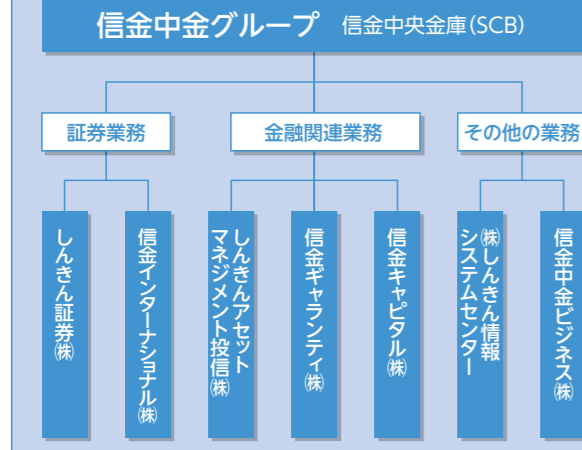 信金中金グループ 信金中央金庫(SCB)
証券業務
金融関連業務
その他の業務
しんきん証券㈱
信金インターナショナル㈱
しんきんアセット
マネジメント投信㈱
信金ギャランティ㈱
信金キャピタル㈱
㈱しんきん情報
システムセンター
信金中金ビジネス㈱